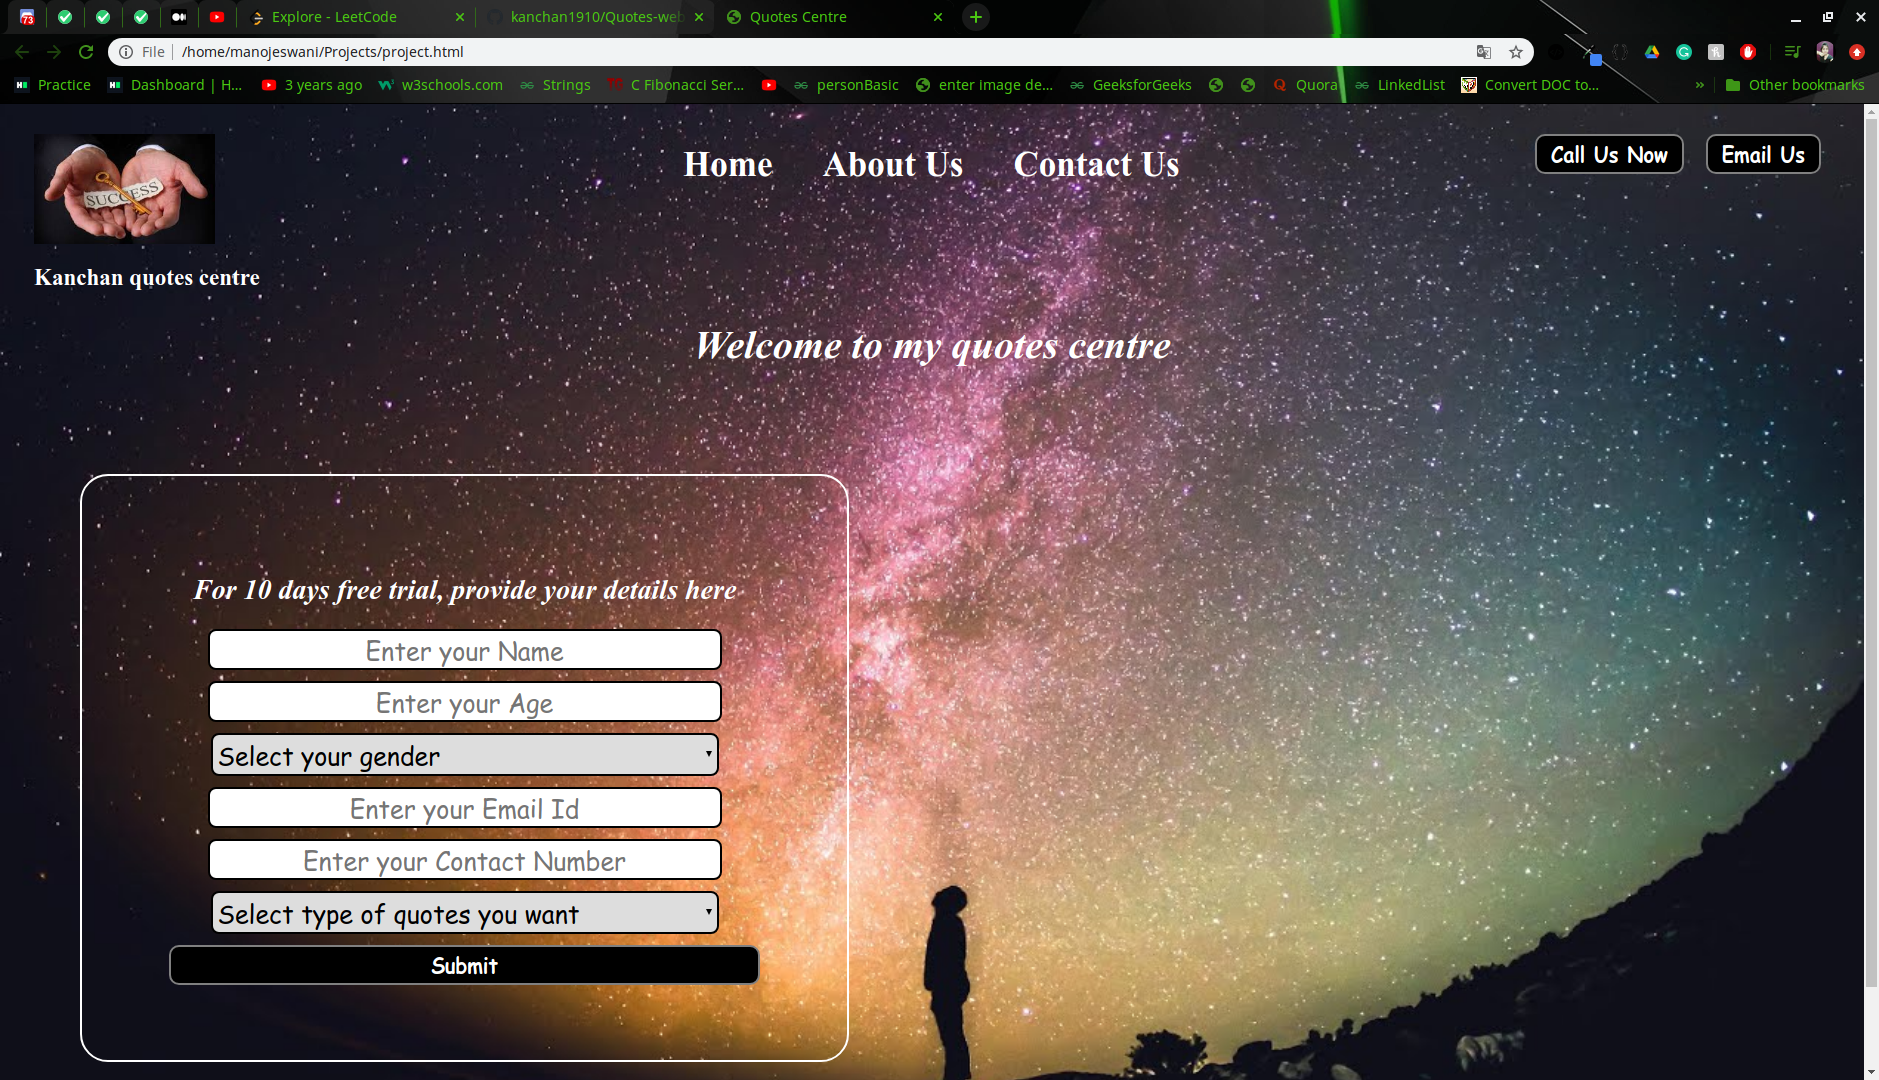 73
Explore - LeetCode
kanchan1910/Quotes-web
Quotes Centre
File
/home/manojeswani/Projects/project.html
Practice
Dashboard | H...
3 years ago
w3schools.com
Strings
C Fibonacci Ser...
personBasic
enter image de...
GeeksforGeeks
Quora
LinkedList
Convert DOC to...
»
Other bookmarks
SUCCESS
Home
About Us
Contact Us
Call Us Now
Email Us
Kanchan quotes centre
Welcome to my quotes centre
For 10 days free trial, provide your details here
Enter your Name
Enter your Age
Select your gender
Enter your Email Id
Enter your Contact Number
Select type of quotes you want
Submit